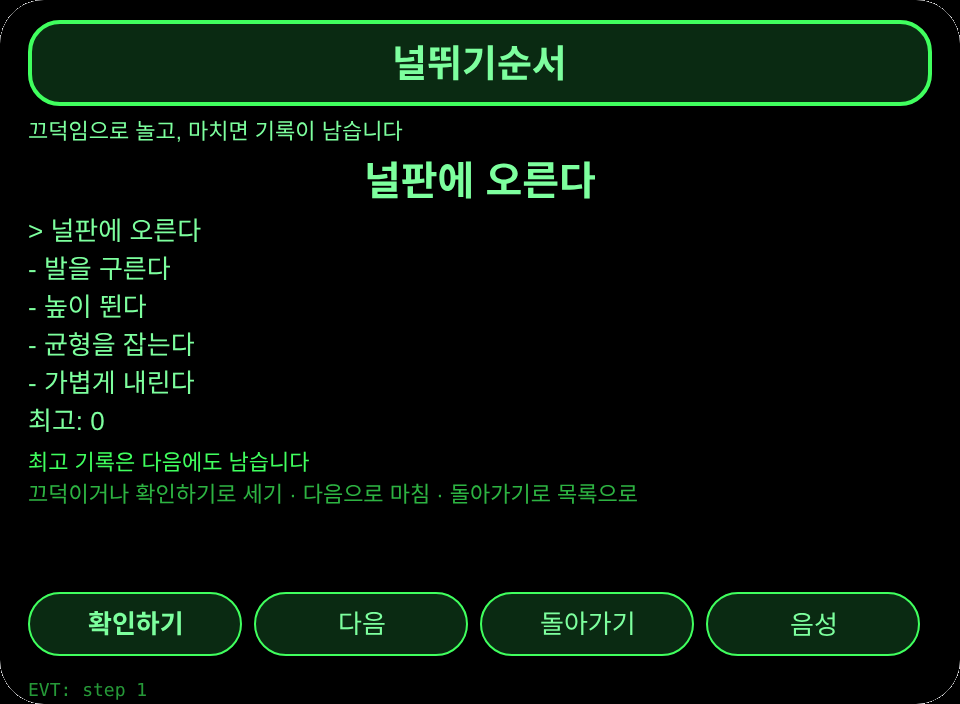 널뛰기순서
끄덕임으로 놀고, 마치면 기록이 남습니다
널판에 오른다
> 널판에 오른다
- 발을 구른다
- 높이 뛴다
- 균형을 잡는다
- 가볍게 내린다
최고: 0
최고 기록은 다음에도 남습니다
끄덕이거나 확인하기로 세기 · 다음으로 마침 · 돌아가기로 목록으로
확인하기
다음
돌아가기
음성
EVT: step 1